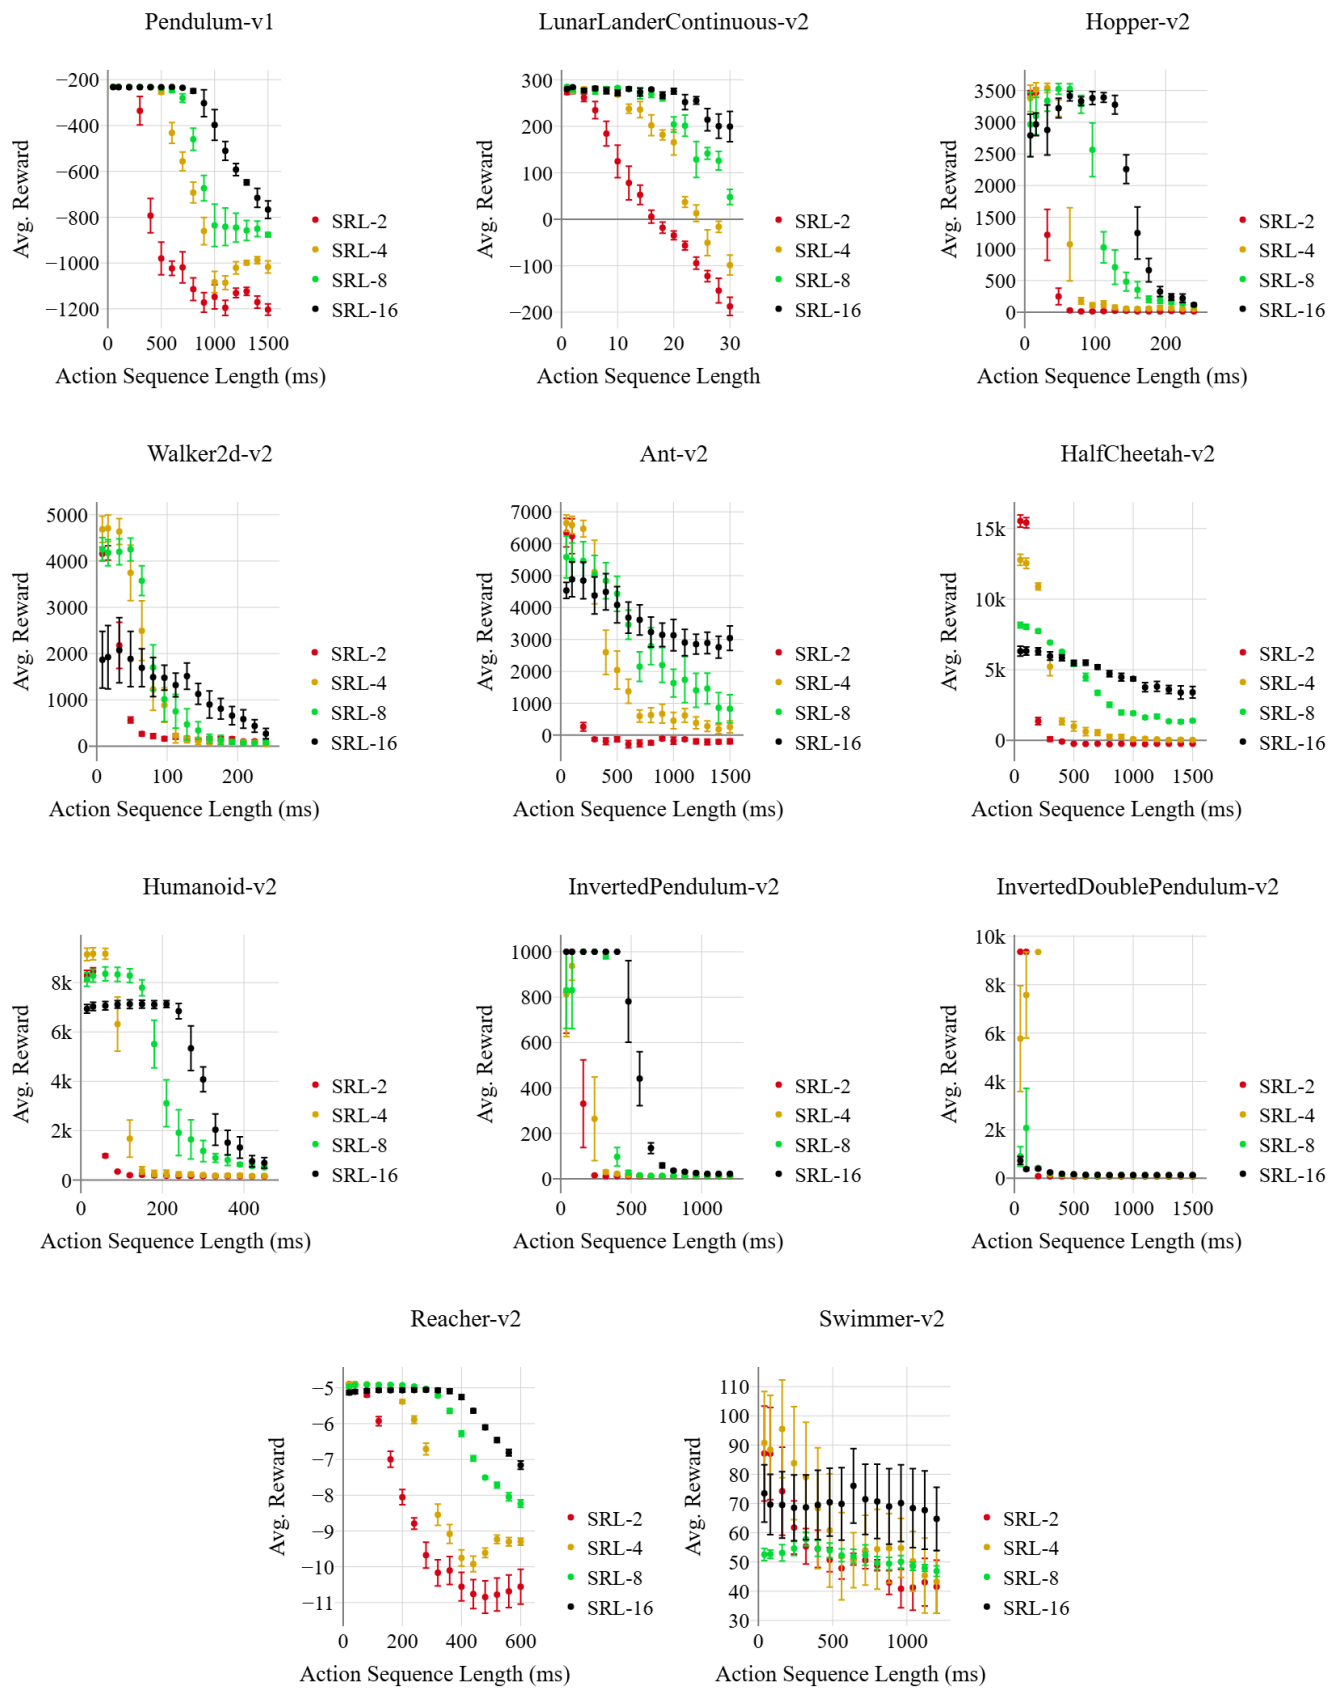 Pendulum-v1
LunarLanderContinuous-v2
Hopper-v2
Avg. Reward
−200
−400
−600
−800
−1000
−1200
0
500
1000
1500
Action Sequence Length (ms)
SRL-2
SRL-4
SRL-8
SRL-16
Avg. Reward
300
200
100
0
−100
−200
0
10
20
30
Action Sequence Length
SRL-2
SRL-4
SRL-8
SRL-16
Avg. Reward
3500
3000
2500
2000
1500
1000
500
0
0
100
200
Action Sequence Length (ms)
SRL-2
SRL-4
SRL-8
SRL-16
Walker2d-v2
Ant-v2
HalfCheetah-v2
Avg. Reward
5000
4000
3000
2000
1000
0
0
100
200
Action Sequence Length (ms)
SRL-2
SRL-4
SRL-8
SRL-16
Avg. Reward
7000
6000
5000
4000
3000
2000
1000
0
0
500
1000
1500
Action Sequence Length (ms)
SRL-2
SRL-4
SRL-8
SRL-16
Avg. Reward
15k
10k
5k
0
0
500
1000
1500
Action Sequence Length (ms)
SRL-2
SRL-4
SRL-8
SRL-16
Humanoid-v2
InvertedPendulum-v2
InvertedDoublePendulum-v2
Avg. Reward
8k
6k
4k
2k
0
0
200
400
Action Sequence Length (ms)
SRL-2
SRL-4
SRL-8
SRL-16
Avg. Reward
1000
800
600
400
200
0
0
500
1000
Action Sequence Length (ms)
SRL-2
SRL-4
SRL-8
SRL-16
Avg. Reward
10k
8k
6k
4k
2k
0
0
500
1000
1500
Action Sequence Length (ms)
SRL-2
SRL-4
SRL-8
SRL-16
Reacher-v2
Swimmer-v2
Avg. Reward
−5
−6
−7
−8
−9
−10
−11
0
200
400
600
Action Sequence Length (ms)
SRL-2
SRL-4
SRL-8
SRL-16
Avg. Reward
110
100
90
80
70
60
50
40
30
0
500
1000
Action Sequence Length (ms)
SRL-2
SRL-4
SRL-8
SRL-16